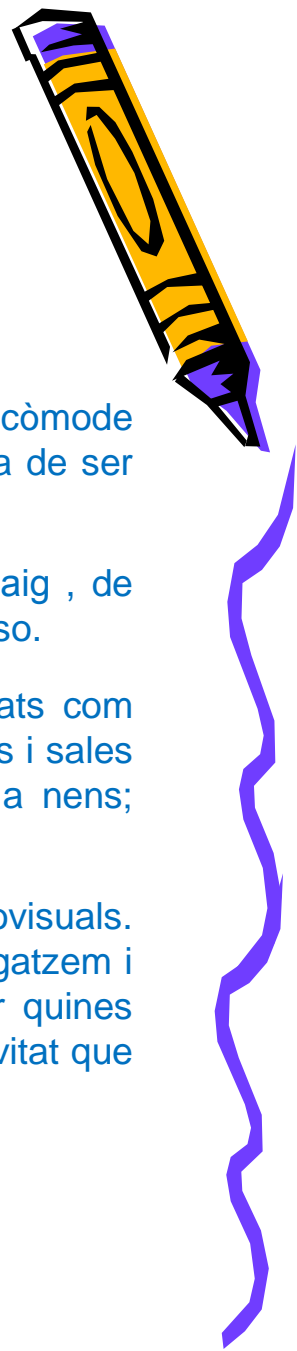 còmode
a de ser
aig , de
so.
ats com
s i sales
a nens;
ovisuals.
gatzem i
r quines
vitat que